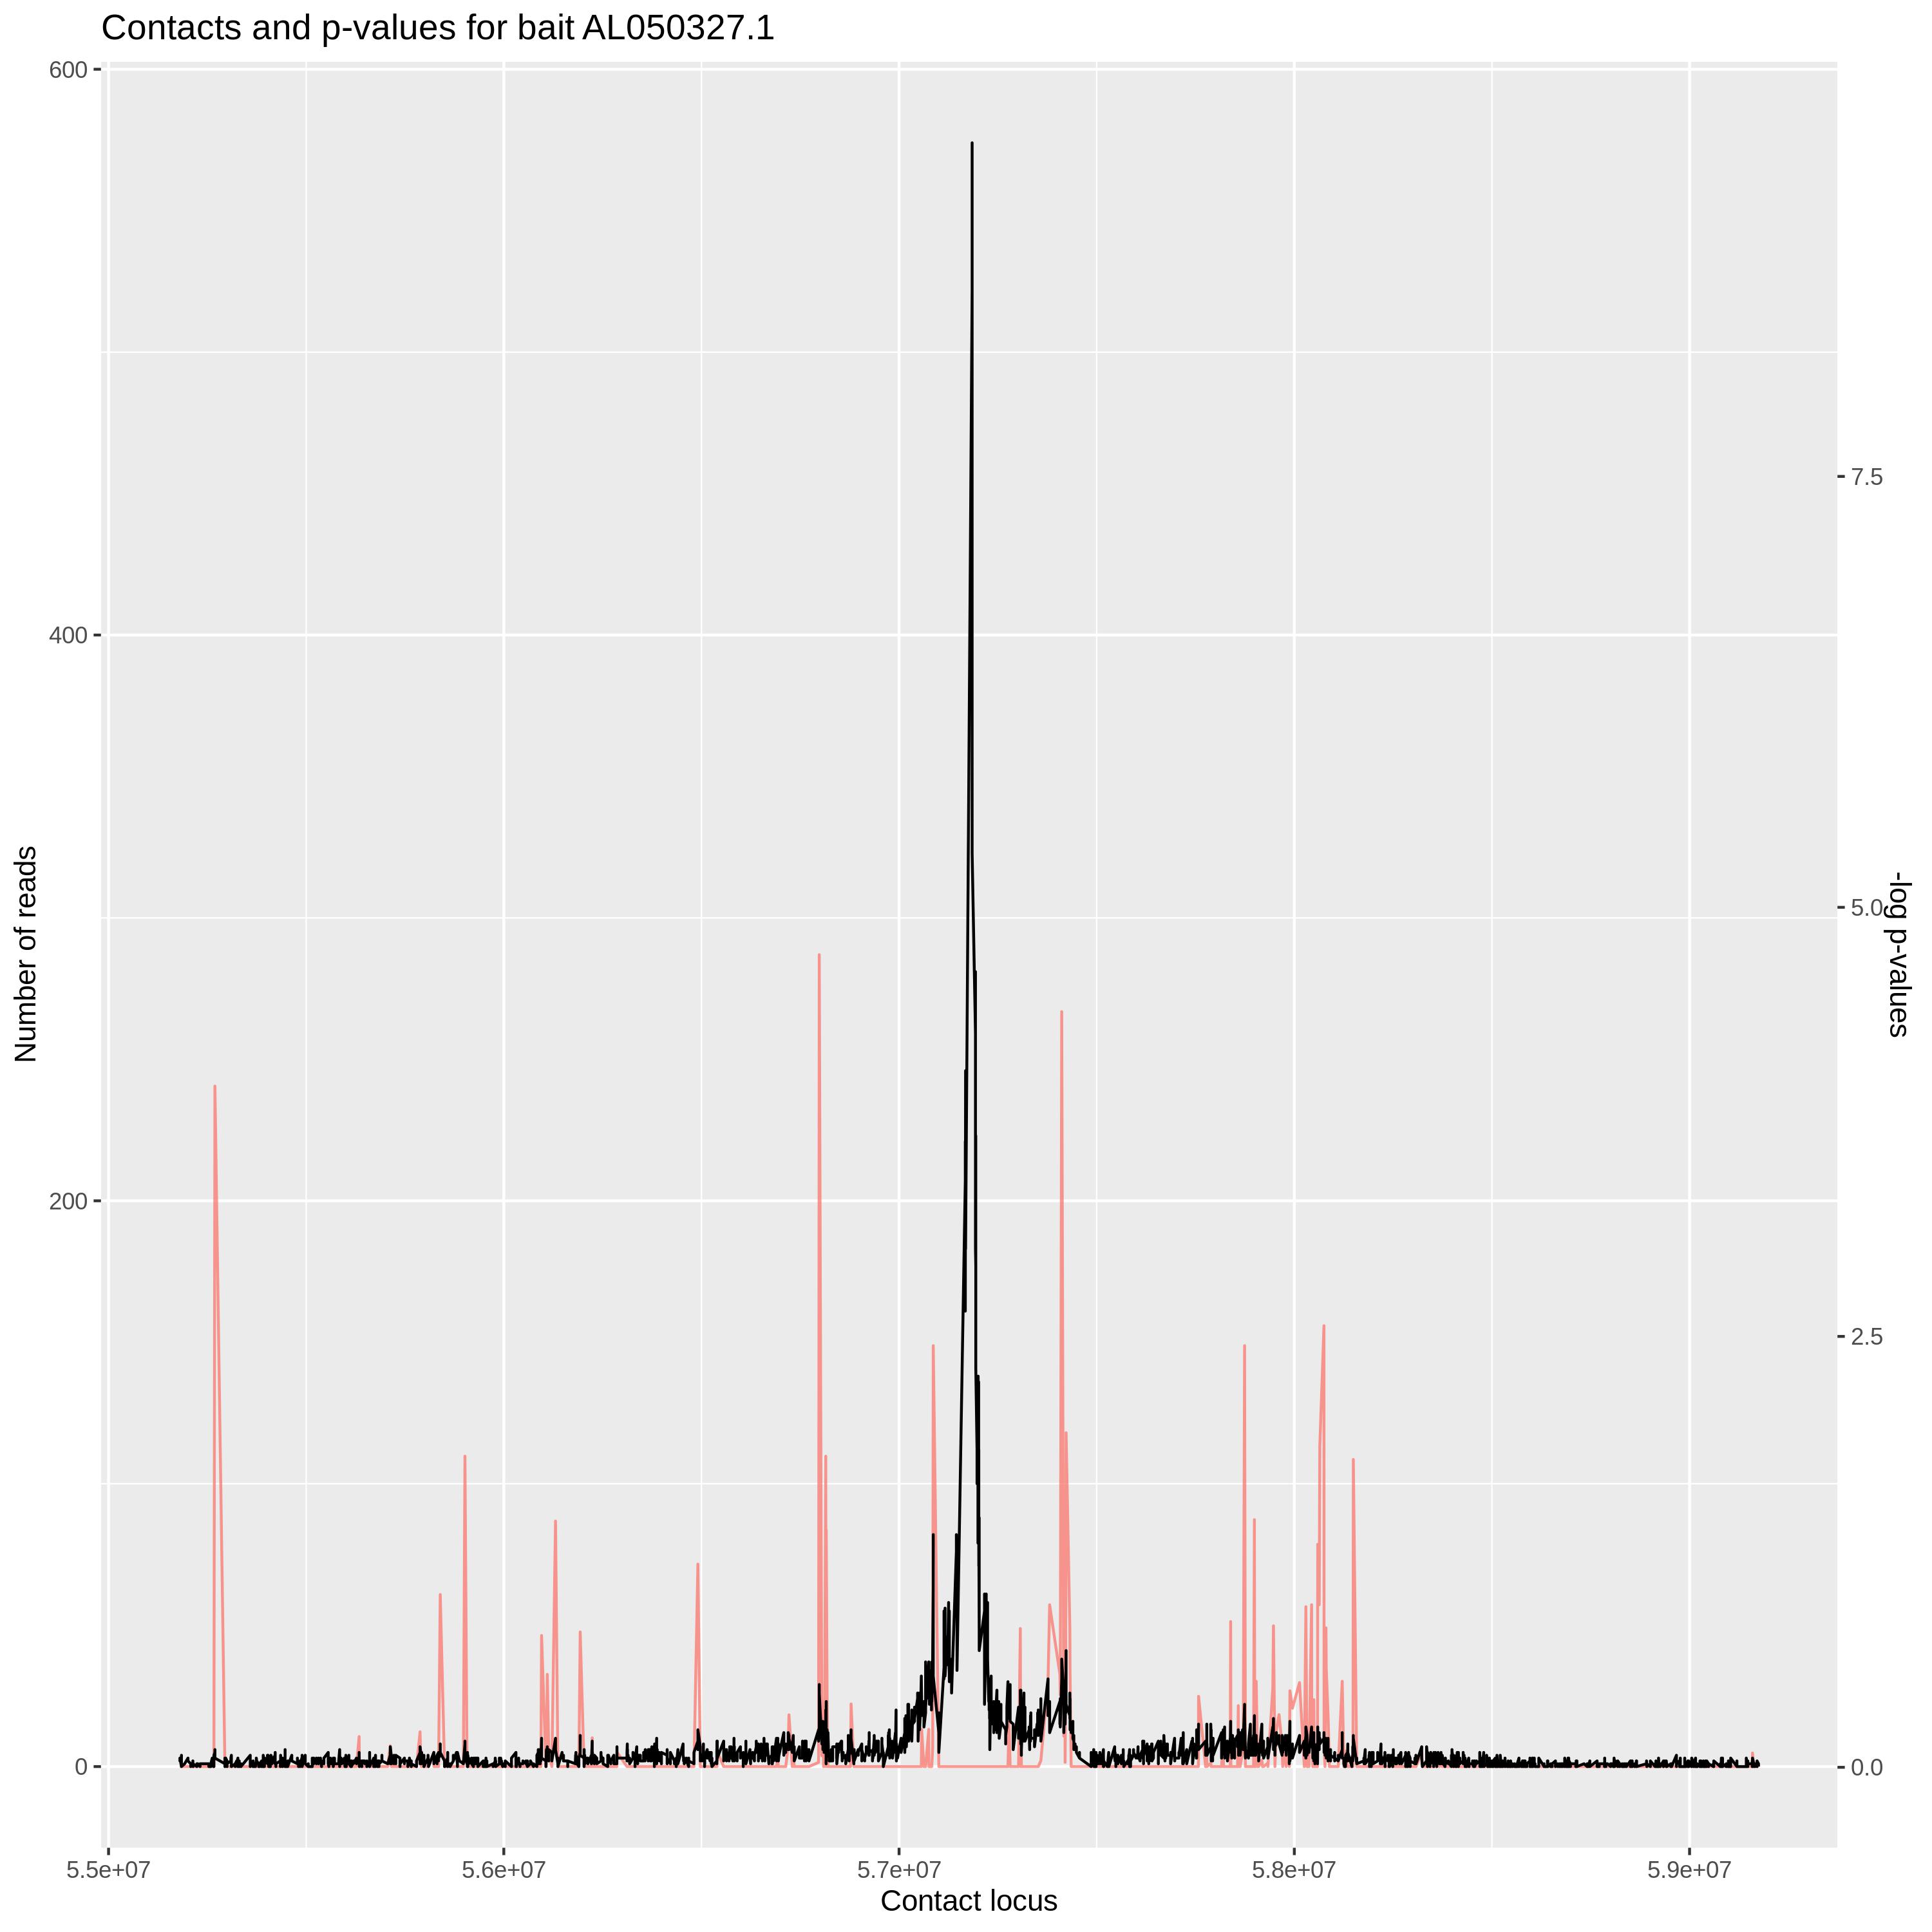 Contacts and p-values for bait AL050327.1
600
400
200
0
Number of reads
7.5
5.0
2.5
0.0
-log p-values
5.5e+07 5.6e+07 5.7e+07 5.8e+07 5.9e+07
Contact locus